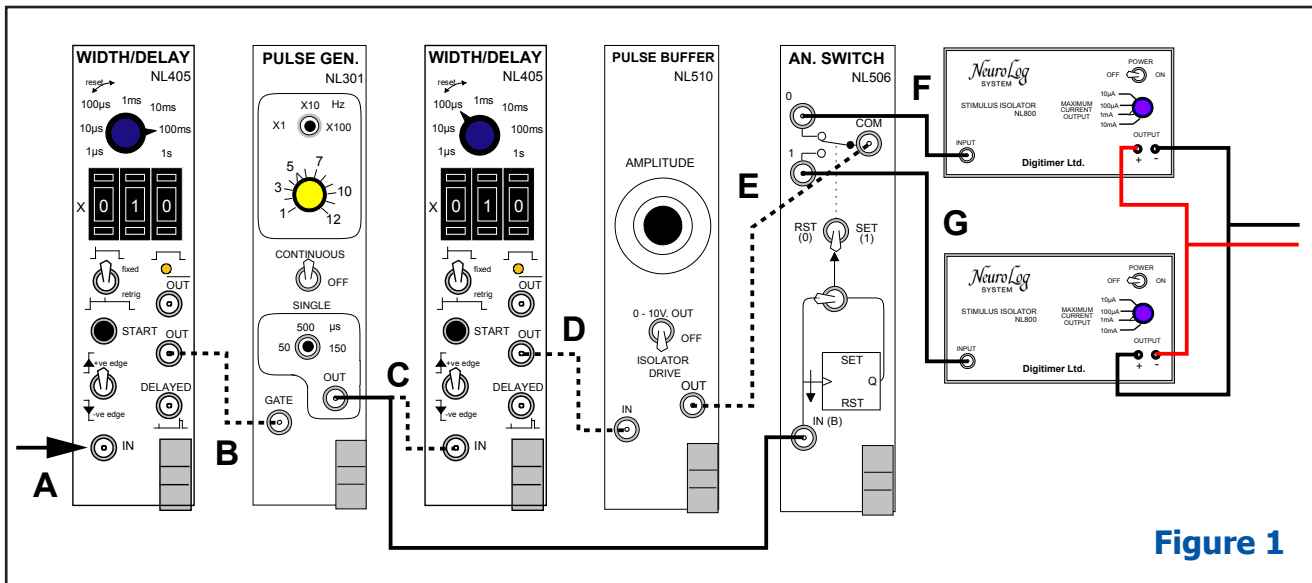 WIDTH/DELAY
NL405
reset
1µs
10µs
100µs
1ms
10ms
100ms
1s
X
0 1 0
fixed
retrig
OUT
START
OUT
+ve edge
-ve edge
DELAYED
IN
A
B
PULSE GEN.
NL301
X1
X10
Hz
X100
1
3
5
7
10
12
CONTINUOUS
OFF
SINGLE
500
µs
50
150
OUT
GATE
C
WIDTH/DELAY
NL405
reset
1µs
10µs
100µs
1ms
10ms
100ms
1s
X
0 1 0
fixed
retrig
OUT
START
OUT
+ve edge
-ve edge
DELAYED
IN
D
PULSE BUFFER
NL510
AMPLITUDE
0 - 10V. OUT
OFF
ISOLATOR
DRIVE
OUT
IN
E
AN. SWITCH
NL506
0
COM
1
RST
(0)
SET
(1)
SET
Q
RST
IN (B)
F
G
NeuroLog
SYSTEM
POWER
OFF
ON
STIMULUS ISOLATOR
NL800
MAXIMUM
CURRENT
OUTPUT
10µA
100µA
1mA
10mA
INPUT
OUTPUT
+ -
Digitimer Ltd.
NeuroLog
SYSTEM
POWER
OFF
ON
STIMULUS ISOLATOR
NL800
MAXIMUM
CURRENT
OUTPUT
10µA
100µA
1mA
10mA
INPUT
OUTPUT
+ -
Digitimer Ltd.
Figure 1